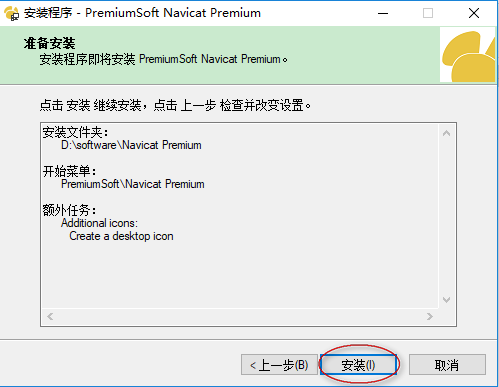 安装程序 - PremiumSoft Navicat Premium
准备安装
安装程序即将安装 PremiumSoft Navicat Premium。
点击 安装 继续安装，点击 上一步 检查并改变设置。
安装文件夹：
D:\software\Navicat Premium
开始菜单：
PremiumSoft\Navicat Premium
额外任务：
Additional icons:
Create a desktop icon
< 上一步(B) 安装(I) 取消